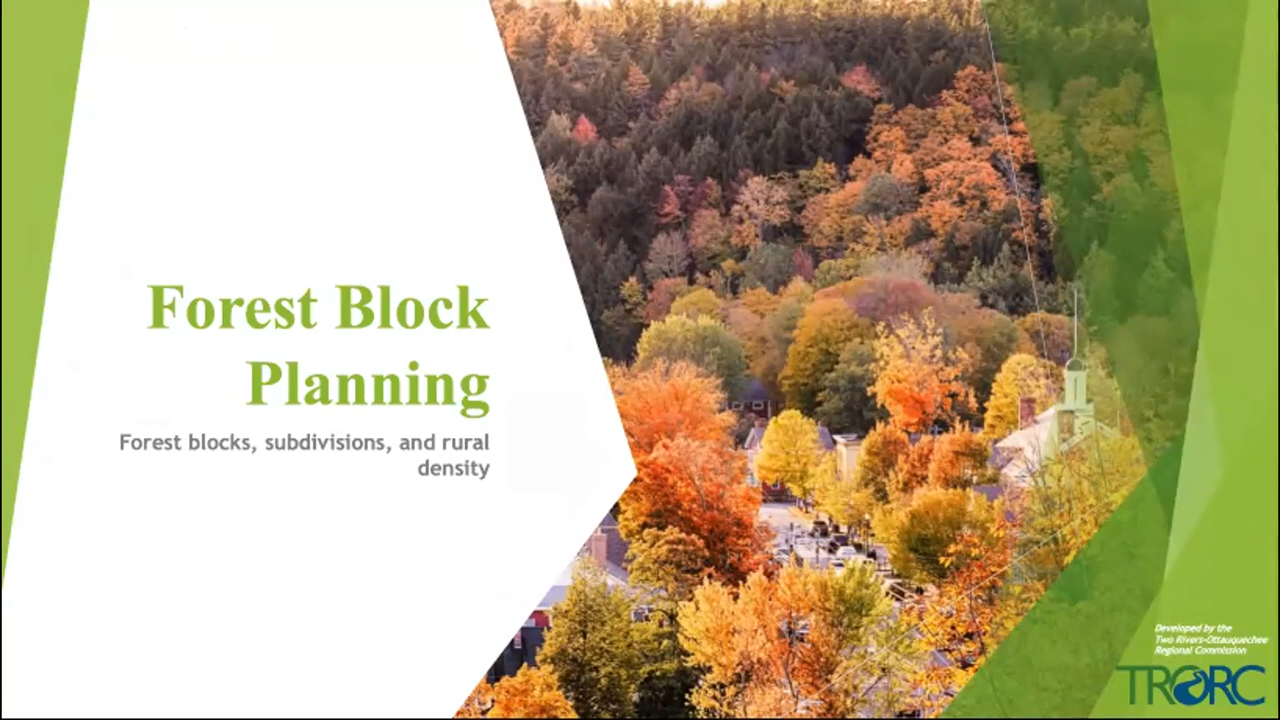 Forest Block
Planning
Forest blocks, subdivisions, and rural
density
Developed by the
Two Rivers-Ottauquechee
Regional Commission
TRORC